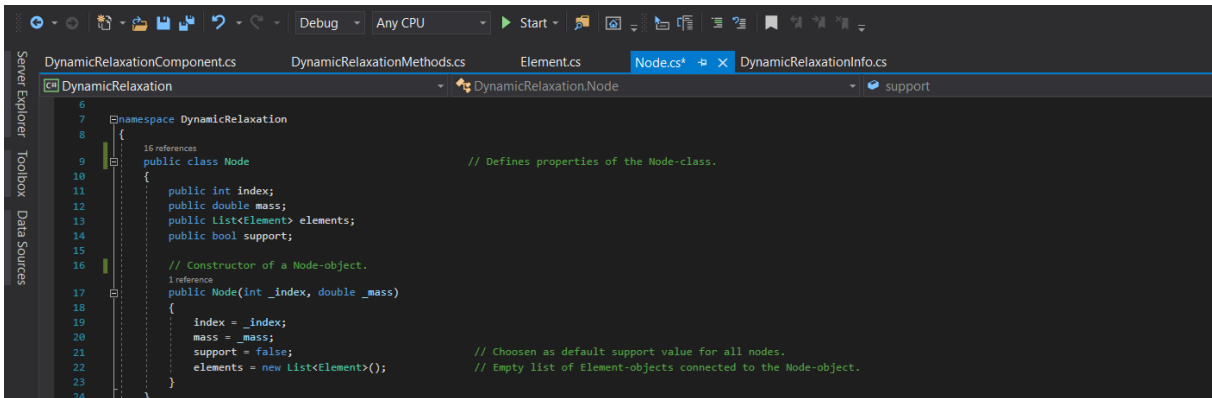 Debug Any CPU Start
DynamicRelaxationComponent.cs DynamicRelaxationMethods.cs Element.cs Node.cs* DynamicRelaxationInfo.cs
C# DynamicRelaxation DynamicRelaxation.Node support
Server Explorer
Toolbox
Data Sources
6
7 namespace DynamicRelaxation
8 {
16 references
9 public class Node // Defines properties of the Node-class.
10 {
11 public int index;
12 public double mass;
13 public List<Element> elements;
14 public bool support;
15
16 // Constructor of a Node-object.
1 reference
17 public Node(int _index, double _mass)
18 {
19 index = _index;
20 mass = _mass;
21 support = false; // Choosen as default support value for all nodes.
22 elements = new List<Element>(); // Empty list of Element-objects connected to the Node-object.
23 }
24 }